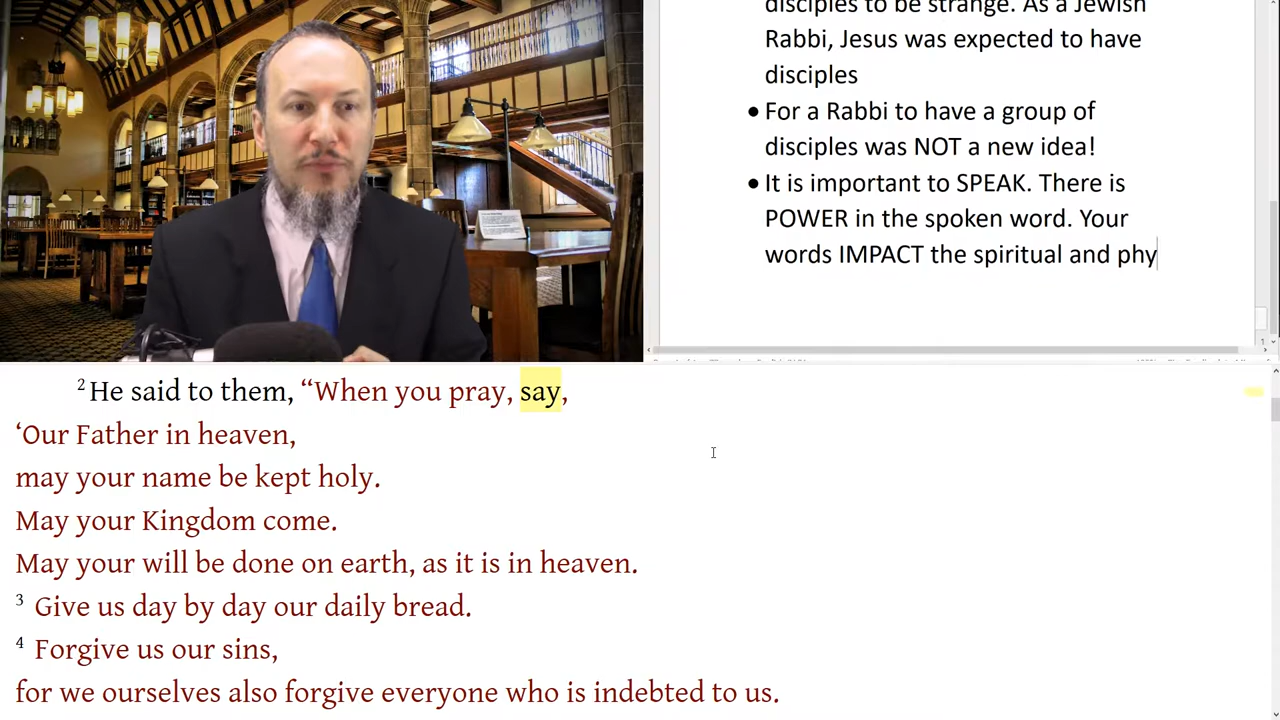 disciples to be strange. As a Jewish
Rabbi, Jesus was expected to have
disciples
• For a Rabbi to have a group of
disciples was NOT a new idea!
• It is important to SPEAK. There is
POWER in the spoken word. Your
words IMPACT the spiritual and phy
2 He said to them, “When you pray, say,
‘Our Father in heaven,
may your name be kept holy.
May your Kingdom come.
May your will be done on earth, as it is in heaven.
3 Give us day by day our daily bread.
4 Forgive us our sins,
for we ourselves also forgive everyone who is indebted to us.